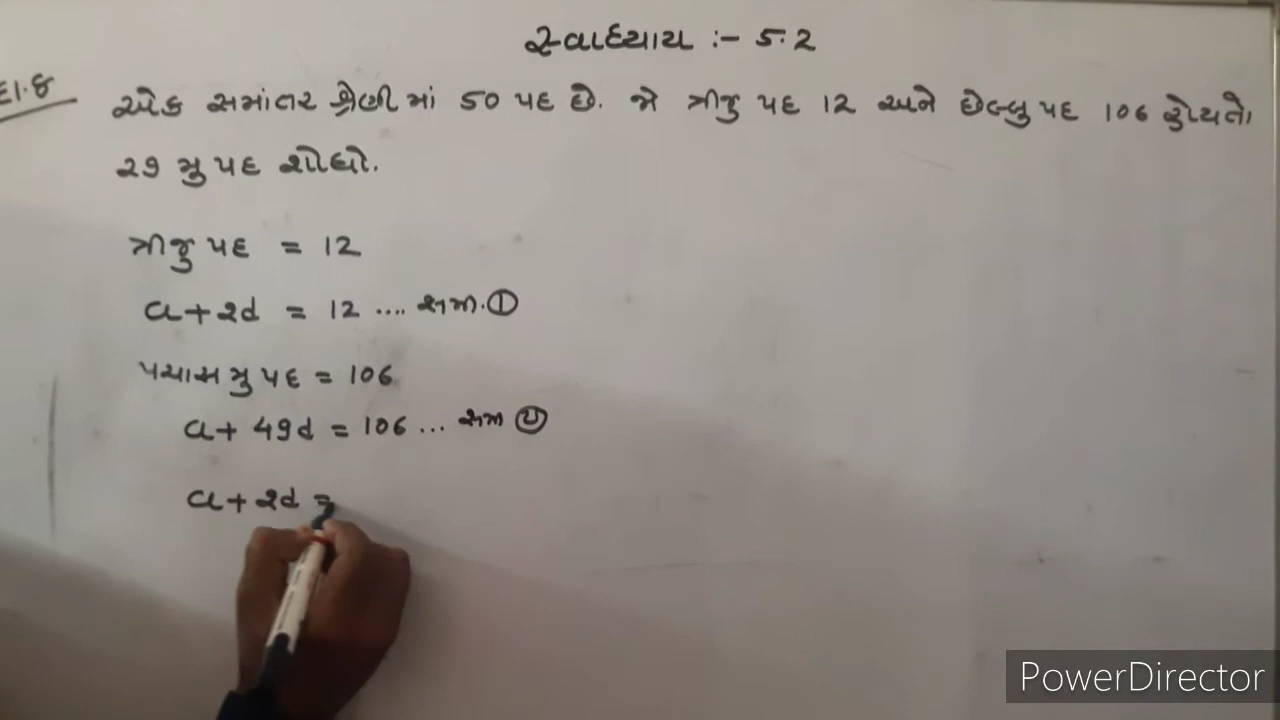 સ્વાધ્યાય :- 5.2
દા.૪
એક સમાંતર શ્રેણીમાં 50 પદ છે. જો ત્રીજુ પદ 12 અને છેલ્લુ પદ 106 હોયતો
29 મુ પદ શોધો.
ત્રીજુ પદ = 12
a + 2d = 12 .... સમી. ①
પચાસમુ પદ = 106
a + 49d = 106 ... સમી ②
a + 2d =
PowerDirector